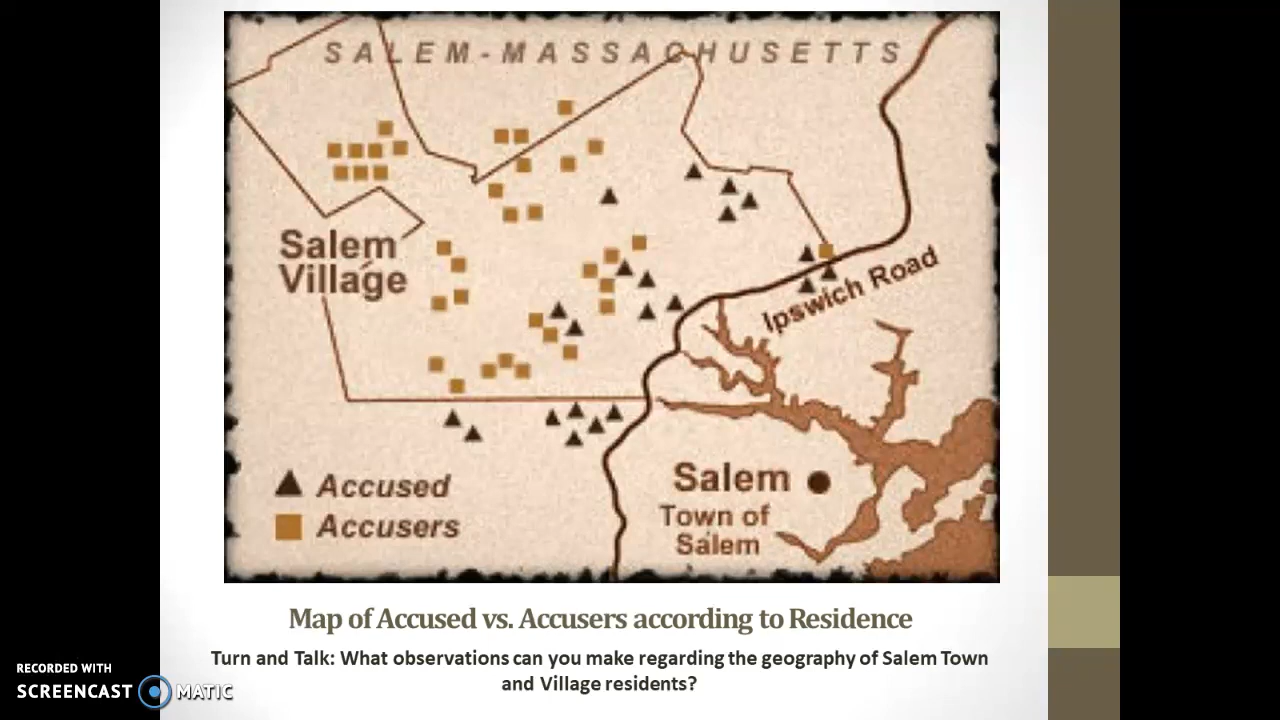 SALEM-MASSACHUSETTS
Salem
Village
Ipswich Road
Salem
Town of
Salem
Accused
Accusers
Map of Accused vs. Accusers according to Residence
Turn and Talk: What observations can you make regarding the geography of Salem Town
and Village residents?
RECORDED WITH
SCREENCAST MATIC